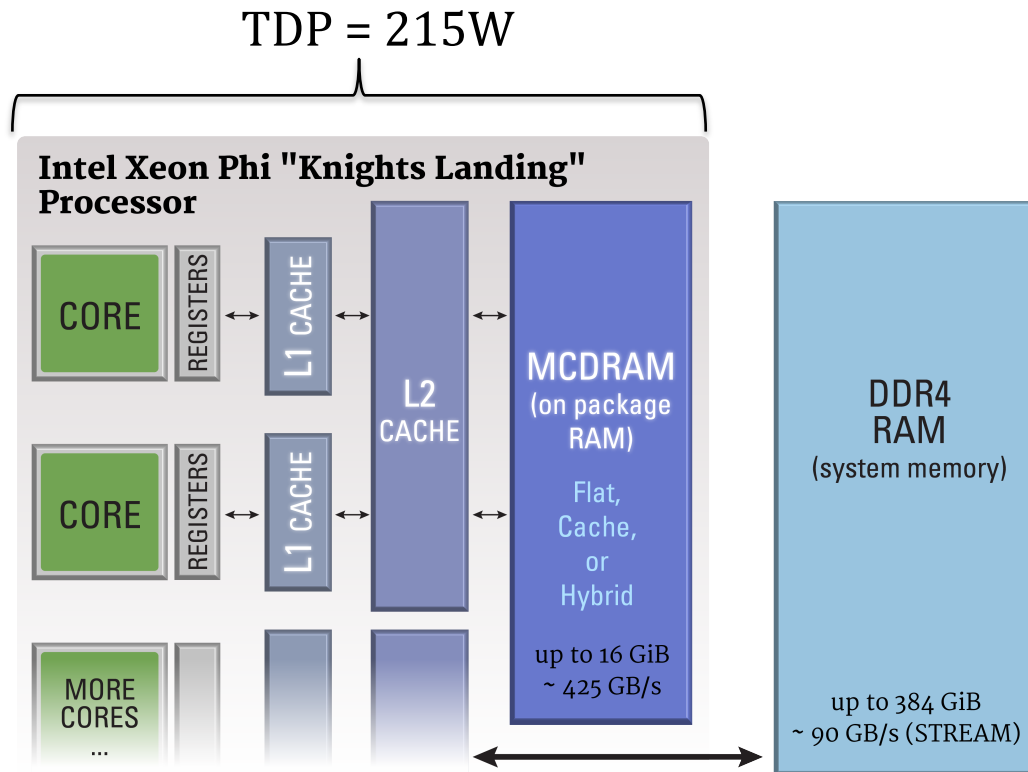 TDP = 215W
Intel Xeon Phi "Knights Landing"
Processor
CORE
REGISTERS
L1 CACHE
L2
CACHE
MCDRAM
(on package
RAM)
Flat,
Cache,
or
Hybrid
up to 16 GiB
~ 425 GB/s
CORE
REGISTERS
L1 CACHE
MORE
CORES
...
DDR4
RAM
(system memory)
up to 384 GiB
~ 90 GB/s (STREAM)